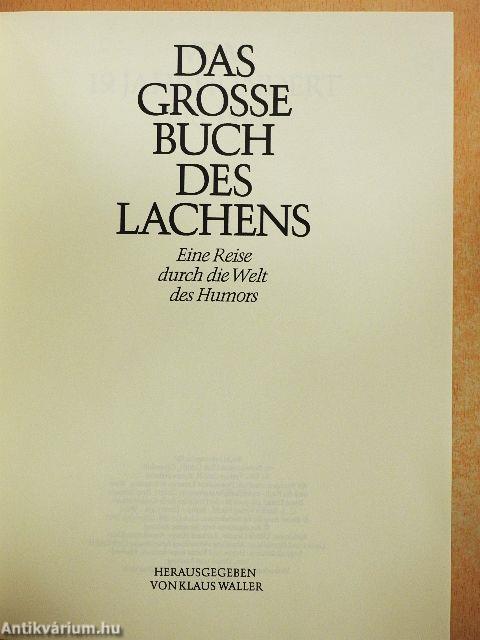 DAS
GROSSE
BUCH
DES
LACHENS
Eine Reise
durch die Welt
des Humors
HERAUSGEGEBEN
VON KLAUS WALLER
Antikvárium.hu